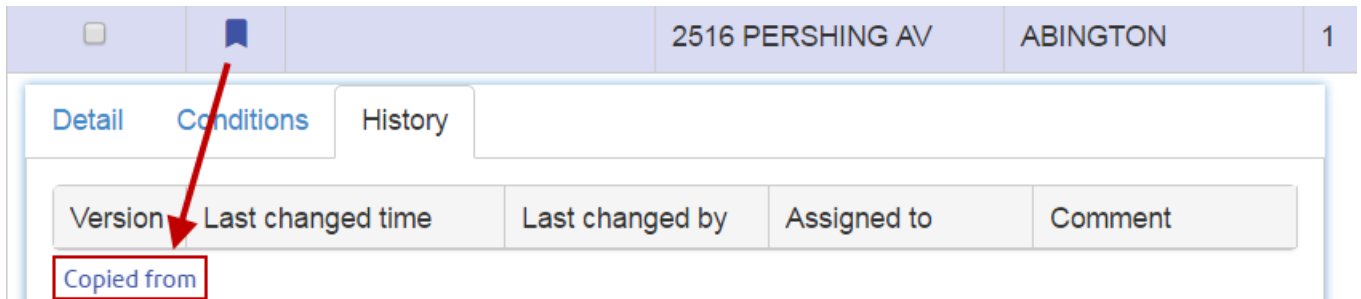 2516 PERSHING AV ABINGTON 1
Detail Conditions History
Version Last changed time Last changed by Assigned to Comment
Copied from